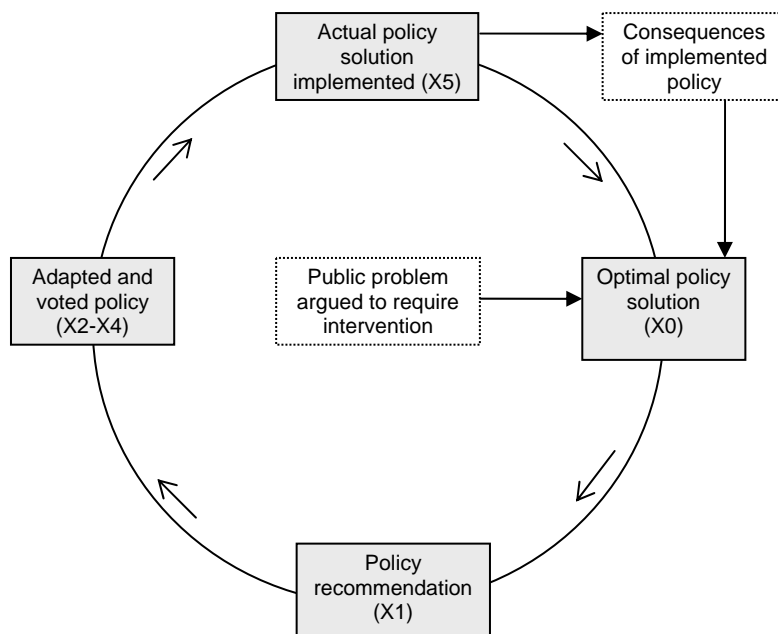 Actual policy
solution
implemented (X5)
Consequences
of implemented
policy
Adapted and
voted policy
(X2-X4)
Public problem
argued to require
intervention
Optimal policy
solution
(X0)
Policy
recommendation
(X1)